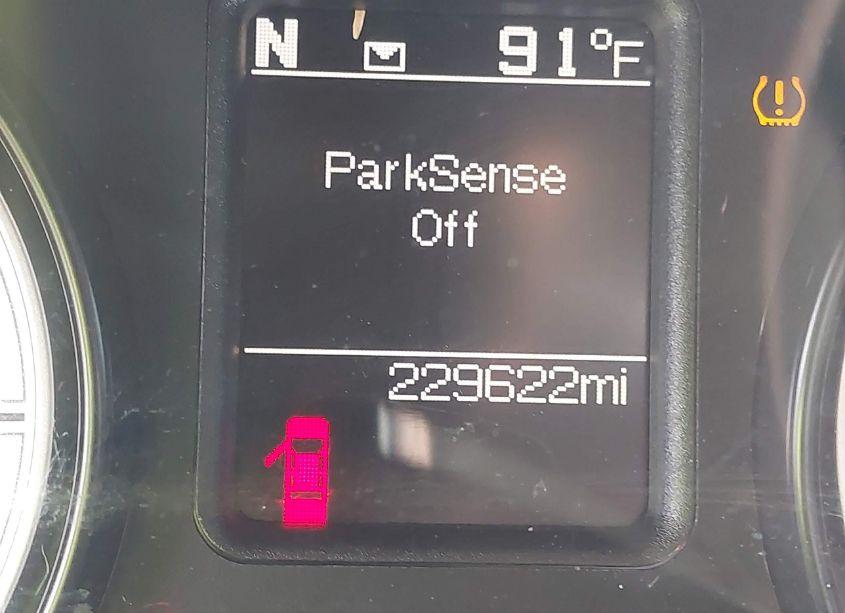 N 91°F
ParkSense
Off
229622mi